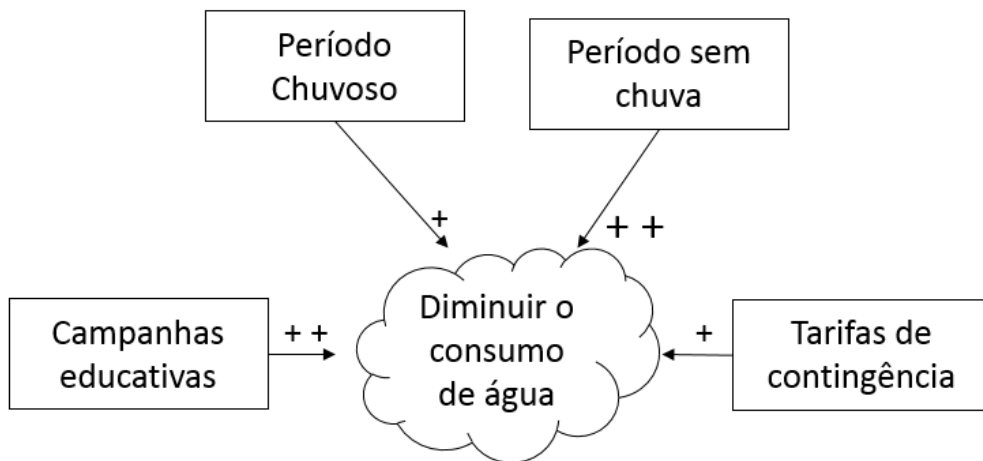 Período
Chuvoso
Período sem
chuva
+
+ +
Campanhas
educativas
+ +
Diminuir o
consumo
de água
+
Tarifas de
contingência